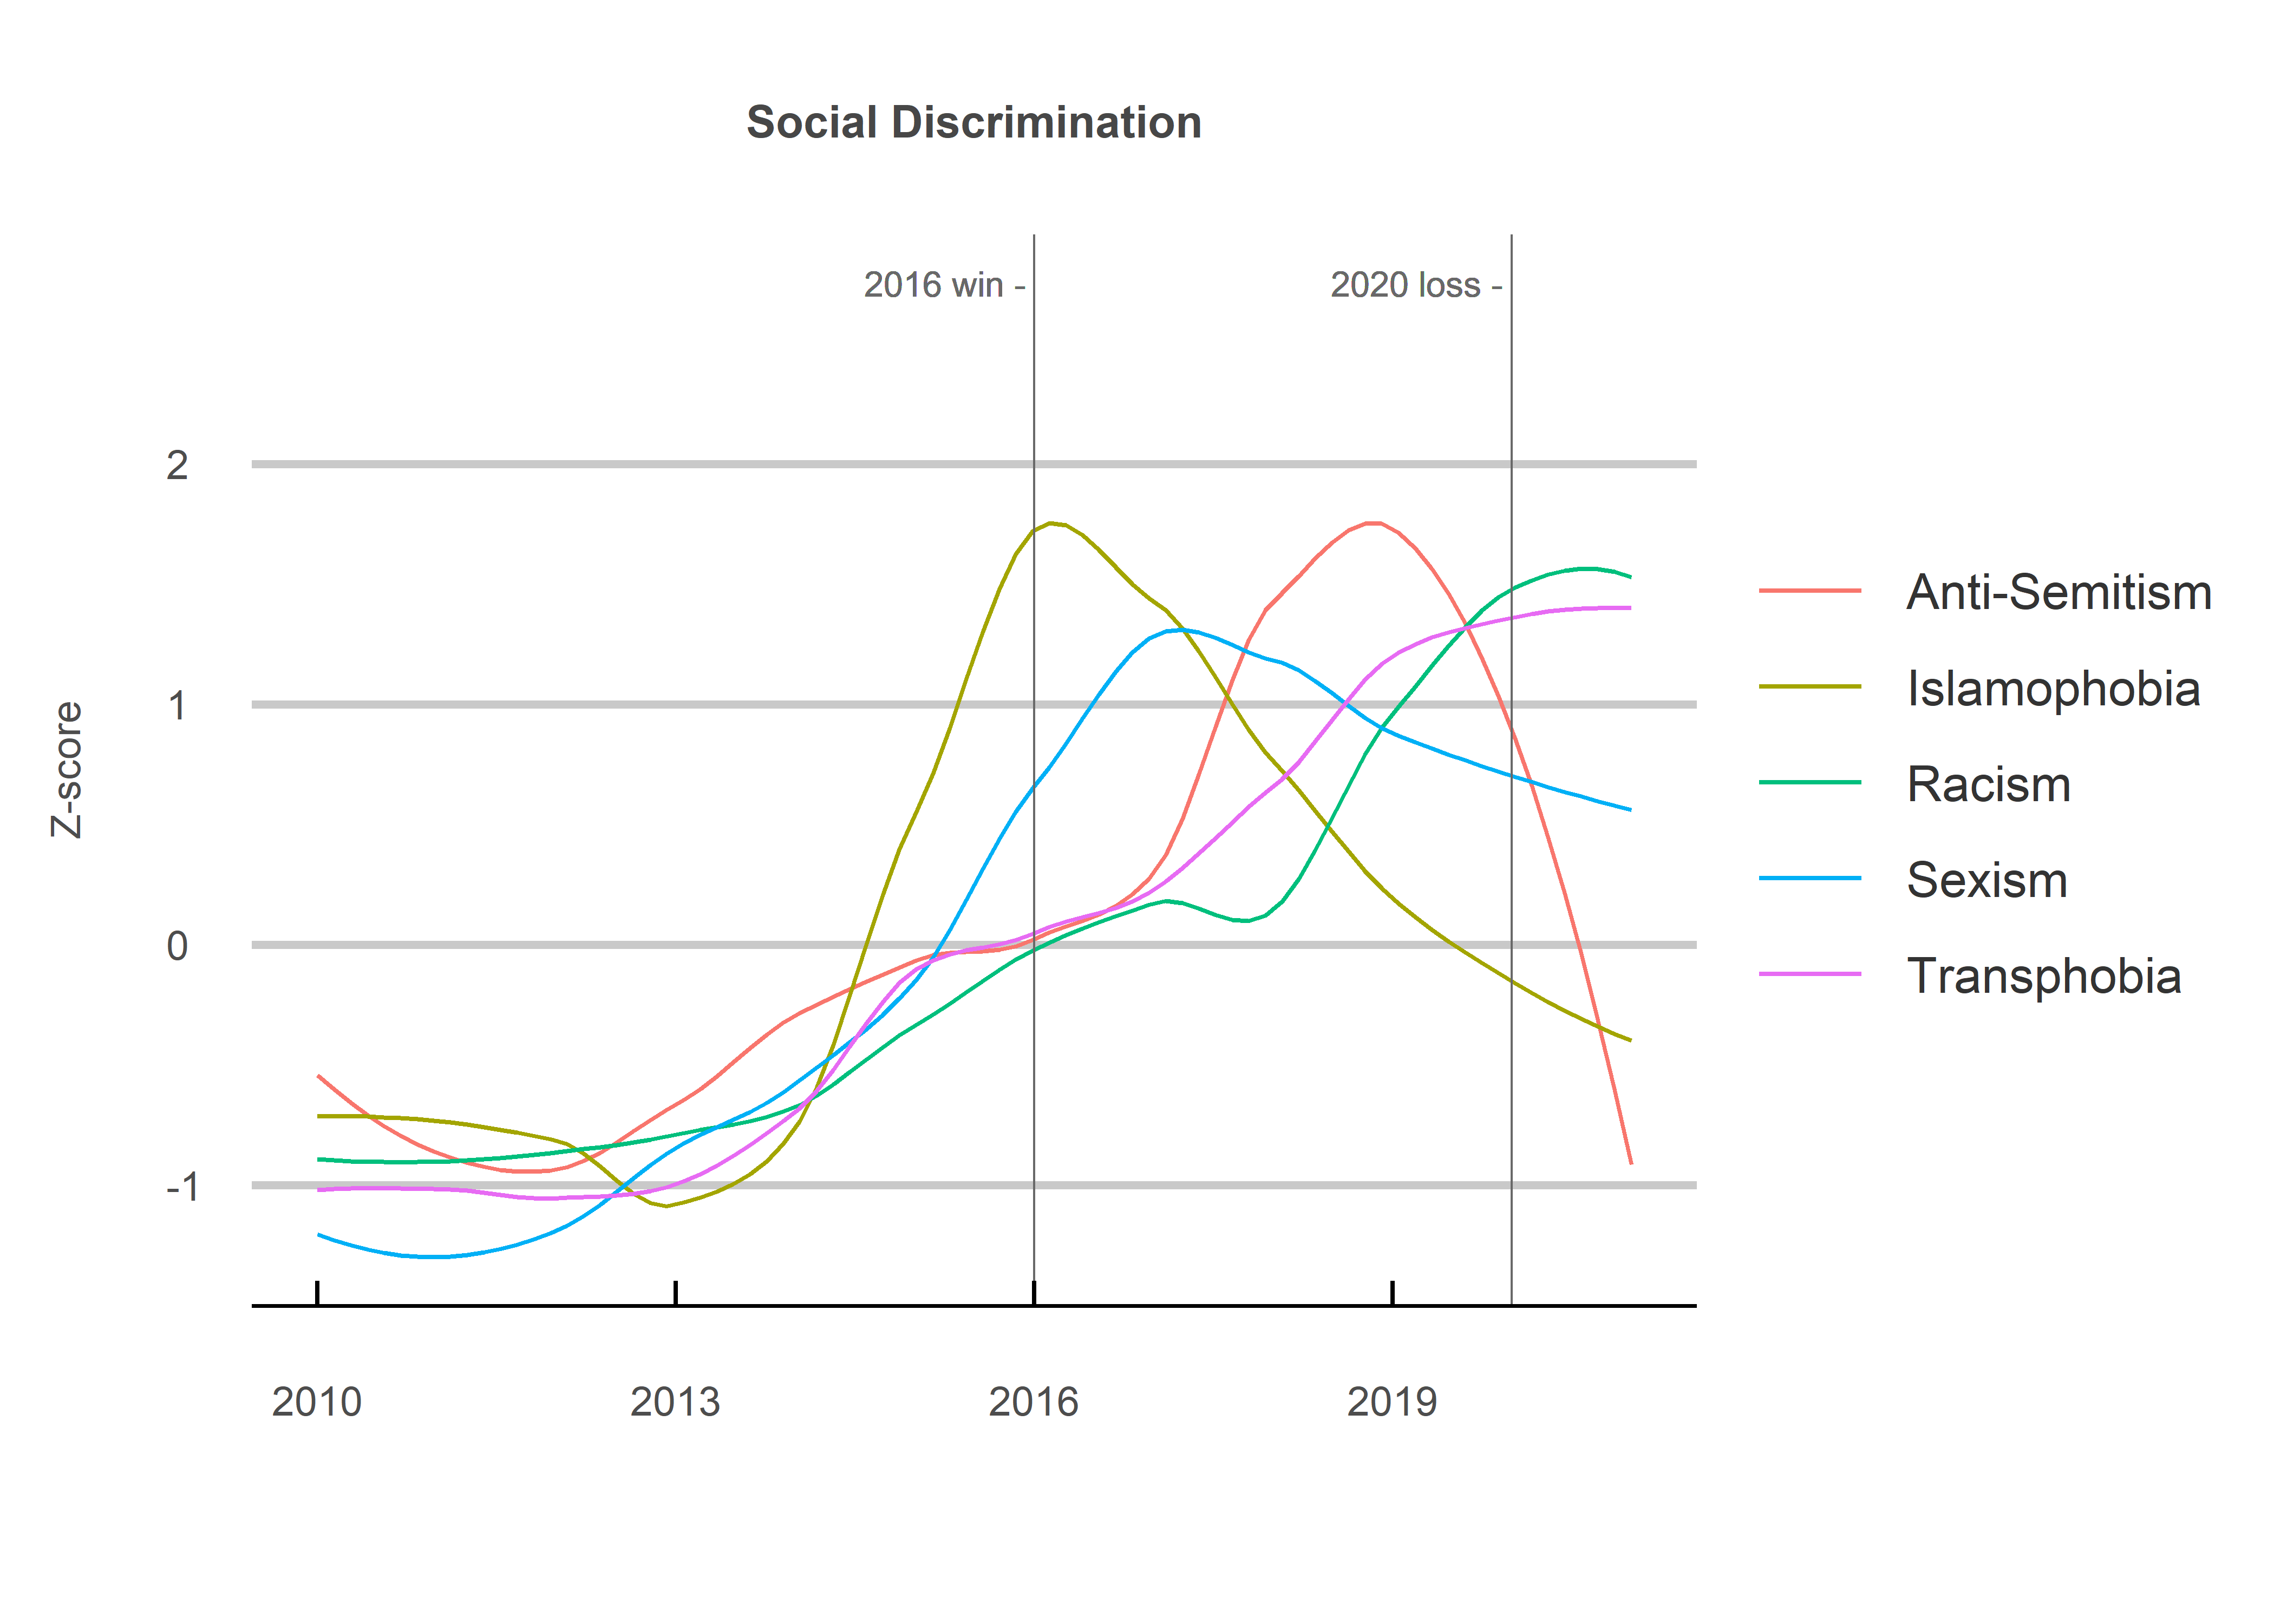 Social Discrimination
2016 win -
2020 loss -
2
1
0
-1
Z-score
2010
2013
2016
2019
Anti-Semitism
Islamophobia
Racism
Sexism
Transphobia